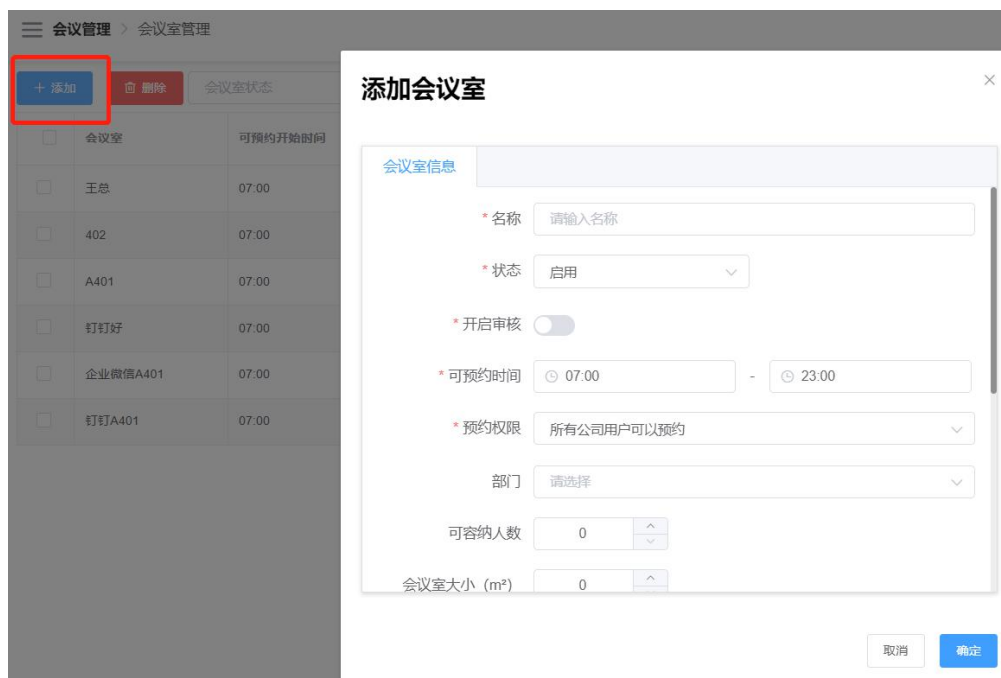 会议管理 > 会议室管理
+ 添加 删除 会议室状态
会议室 可预约开始时间
王总 07:00
402 07:00
A401 07:00
钉钉好 07:00
企业微信A401 07:00
钉钉A401 07:00
添加会议室
会议室信息
* 名称 请输入名称
* 状态 启用
* 开启审核
* 可预约时间 07:00 - 23:00
* 预约权限 所有公司用户可以预约
部门 请选择
可容纳人数 0
会议室大小（m²） 0
取消 确定